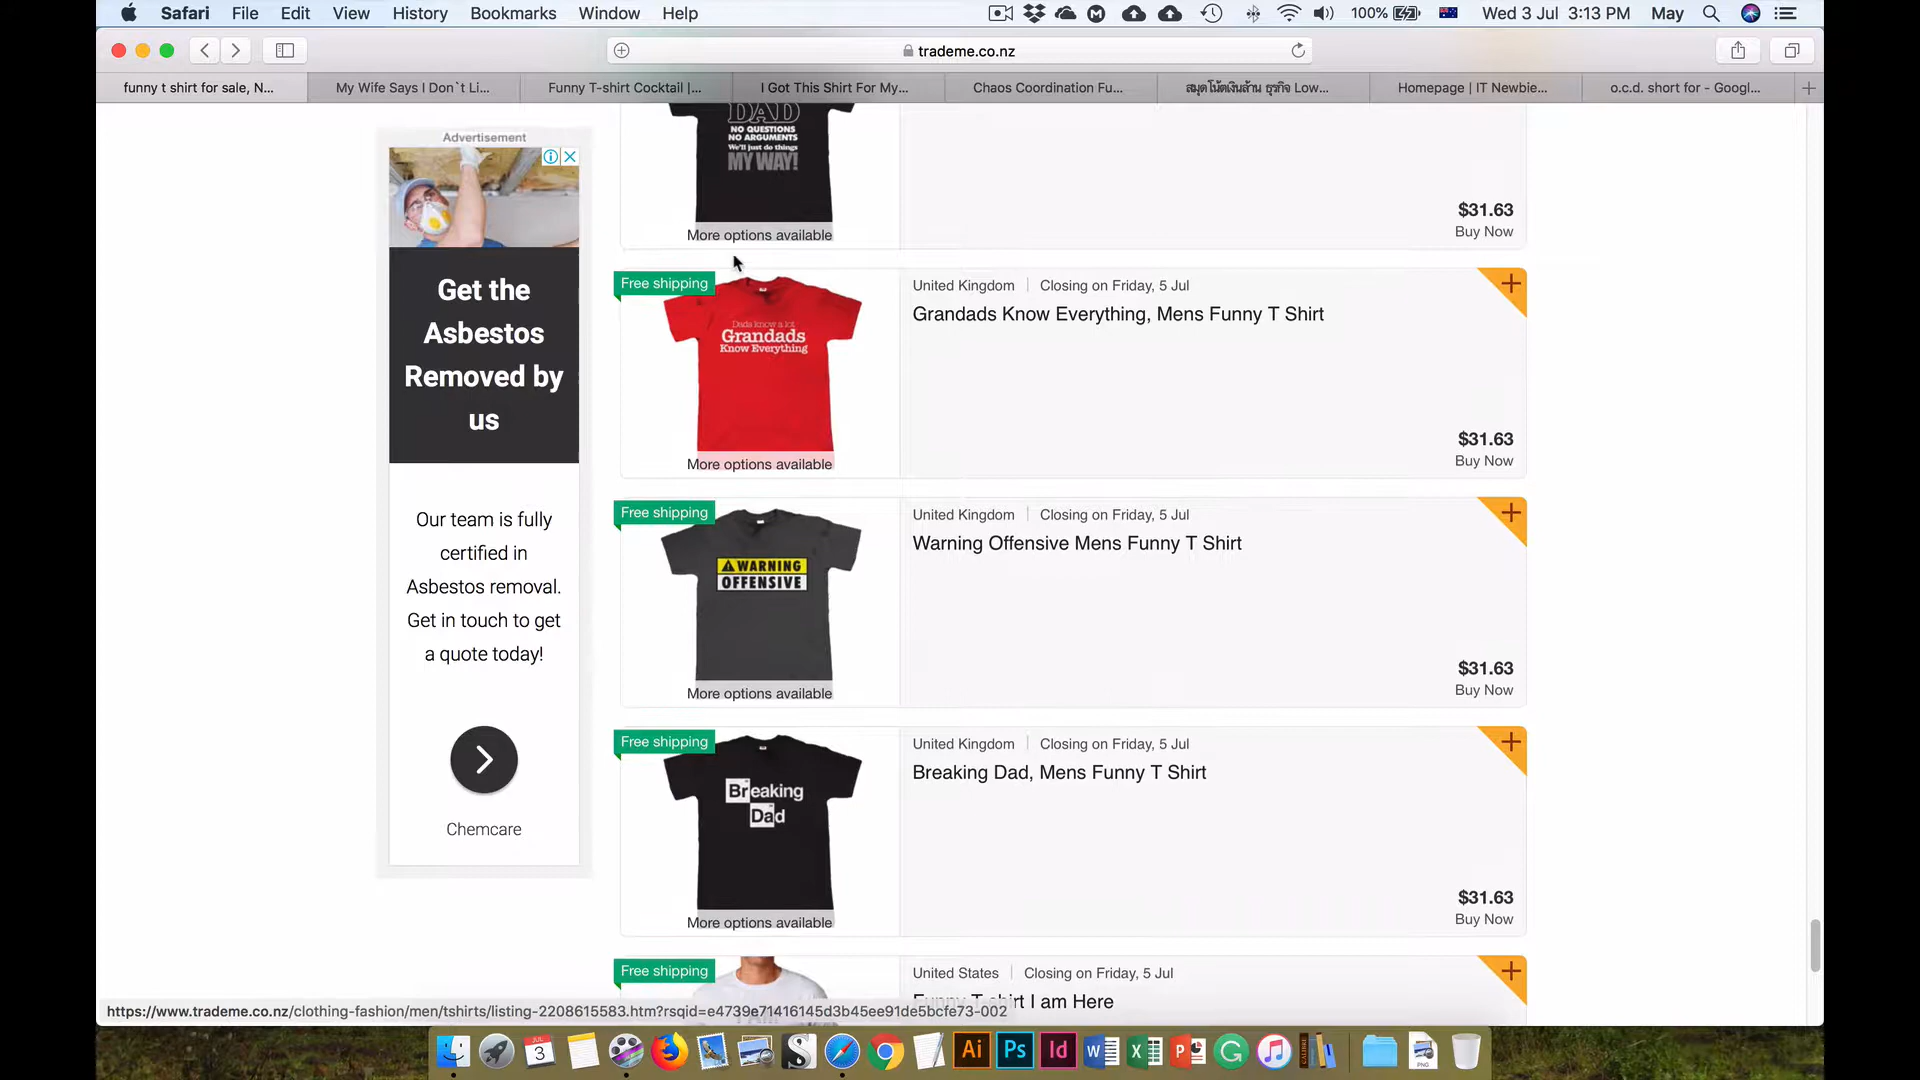 Safari File Edit View History Bookmarks Window Help
100% Wed 3 Jul 3:13 PM May
trademe.co.nz
funny t shirt for sale, N...
My Wife Says I Don`t Li...
Funny T-shirt Cocktail |...
I Got This Shirt For My...
Chaos Coordination Fu...
สมุดโน้ตเงินล้าน ธุรกิจ Low...
Homepage | IT Newbie...
o.c.d. short for - Googl...
Advertisement
Get the
Asbestos
Removed by
us
Our team is fully
certified in
Asbestos removal.
Get in touch to get
a quote today!
Chemcare
DAD
NO QUESTIONS
NO ARGUMENTS
We'll just do things
MY WAY!
More options available
$31.63
Buy Now
Free shipping
Dads know a lot
Grandads
Know Everything
More options available
United Kingdom Closing on Friday, 5 Jul
Grandads Know Everything, Mens Funny T Shirt
$31.63
Buy Now
Free shipping
WARNING
OFFENSIVE
More options available
United Kingdom Closing on Friday, 5 Jul
Warning Offensive Mens Funny T Shirt
$31.63
Buy Now
Free shipping
Breaking
Dad
More options available
United Kingdom Closing on Friday, 5 Jul
Breaking Dad, Mens Funny T Shirt
$31.63
Buy Now
Free shipping
United States Closing on Friday, 5 Jul
Funny T-shirt I am Here
https://www.trademe.co.nz/clothing-fashion/men/tshirts/listing-2208615583.htm?rsqid=e4739e71416145d3b45ee91de5bcfe73-002
JUL
3
Ai
Ps
Id
PNG